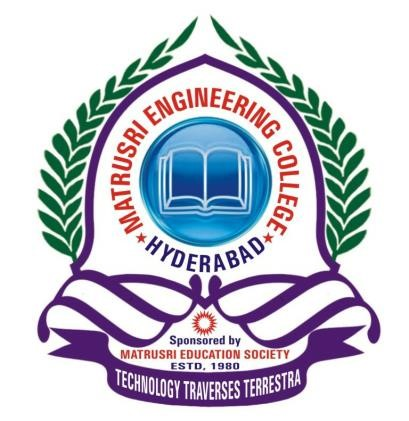 MATRUSRI ENGINEERING COLLEGE
HYDERABAD
Sponsored by
MATRUSRI EDUCATION SOCIETY
ESTD, 1980
TECHNOLOGY TRAVERSES TERRESTRA